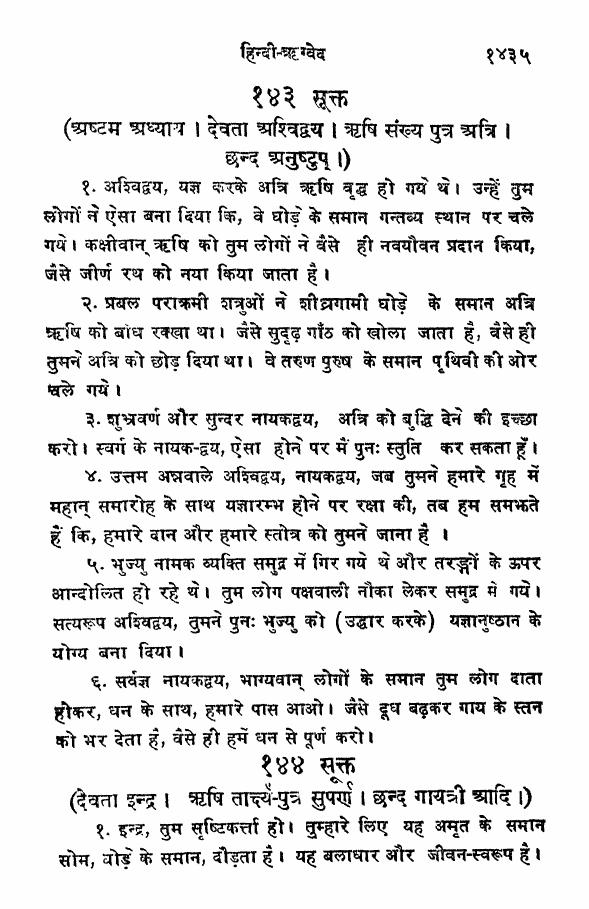 हिन्दी-ऋग्वेद १४३५
१४३ सूक्त
(अष्टम अध्याय । देवता अश्विद्वय । ऋषि संख्य पुत्र अत्रि ।
छन्द अनुष्टुप् ।)
१. अश्विद्वय, यज्ञ करके अत्रि ऋषि वृद्ध हो गये थे। उन्हें तुम
लोगों ने ऐसा बना दिया कि, वे घोड़े के समान गन्तव्य स्थान पर चले
गये। कक्षीवान् ऋषि को तुम लोगों ने वैसे ही नवयौवन प्रदान किया,
जैसे जीर्ण रथ को नया किया जाता है।
२. प्रबल पराक्रमी शत्रुओं ने शीघ्रगामी घोड़े के समान अत्रि
ऋषि को बांध रक्खा था। जैसे सुदृढ़ गाँठ को खोला जाता है, वैसे ही
तुमने अत्रि को छोड़ दिया था। वे तरुण पुरुष के समान पृथिवी की ओर
चले गये।
३. शुभ्रवर्ण और सुन्दर नायकद्वय, अत्रि को बुद्धि देने की इच्छा
करो। स्वर्ग के नायक-द्वय, ऐसा होने पर मैं पुनः स्तुति कर सकता हूँ।
४. उत्तम अन्नवाले अश्विद्वय, नायकद्वय, जब तुमने हमारे गृह में
महान् समारोह के साथ यज्ञारम्भ होने पर रक्षा की, तब हम समझते
हैं कि, हमारे दान और हमारे स्तोत्र को तुमने जाना है ।
५. भुज्यु नामक व्यक्ति समुद्र में गिर गये थे और तरङ्गों के ऊपर
आन्दोलित हो रहे थे। तुम लोग पक्षवाली नौका लेकर समुद्र में गये।
सत्यरूप अश्विद्वय, तुमने पुनः भुज्यु को (उद्धार करके) यज्ञानुष्ठान के
योग्य बना दिया।
६. सर्वज्ञ नायकद्वय, भाग्यवान् लोगों के समान तुम लोग दाता
होकर, धन के साथ, हमारे पास आओ। जैसे दूध बढ़कर गाय के स्तन
को भर देता है, वैसे ही हमें धन से पूर्ण करो।
१४४ सूक्त
(देवता इन्द्र। ऋषि तार्क्ष्य-पुत्र सुपर्ण। छन्द गायत्री आदि।)
१. इन्द्र, तुम सृष्टिकर्त्ता हो। तुम्हारे लिए यह अमृत के समान
सोम, घोड़े के समान, दौड़ता है। यह बलाधार और जीवन-स्वरूप है।